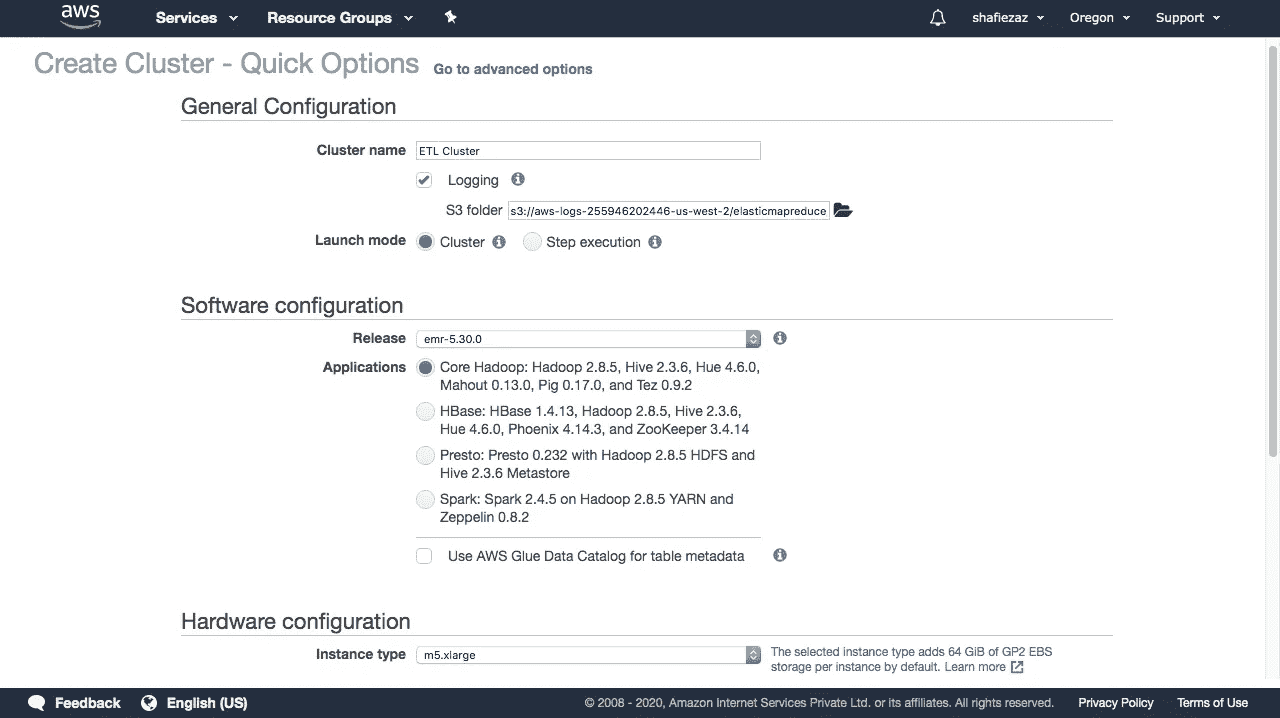 aws Services Resource Groups shafiezaz Oregon Support
Create Cluster - Quick Options Go to advanced options
General Configuration
Cluster name ETL Cluster
Logging
S3 folder s3://aws-logs-255946202446-us-west-2/elasticmapreduce
Launch mode Cluster Step execution
Software configuration
Release emr-5.30.0
Applications Core Hadoop: Hadoop 2.8.5, Hive 2.3.6, Hue 4.6.0,
Mahout 0.13.0, Pig 0.17.0, and Tez 0.9.2
HBase: HBase 1.4.13, Hadoop 2.8.5, Hive 2.3.6,
Hue 4.6.0, Phoenix 4.14.3, and ZooKeeper 3.4.14
Presto: Presto 0.232 with Hadoop 2.8.5 HDFS and
Hive 2.3.6 Metastore
Spark: Spark 2.4.5 on Hadoop 2.8.5 YARN and
Zeppelin 0.8.2
Use AWS Glue Data Catalog for table metadata
Hardware configuration
Instance type m5.xlarge The selected instance type adds 64 GiB of GP2 EBS
storage per instance by default. Learn more
Feedback English (US) © 2008 - 2020, Amazon Internet Services Private Ltd. or its affiliates. All rights reserved. Privacy Policy Terms of Use